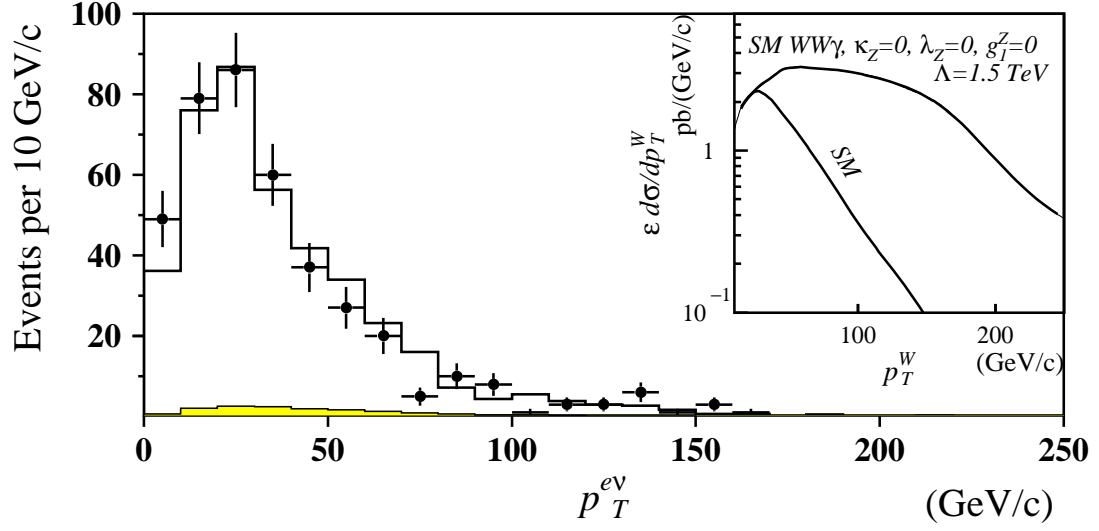 Events per 10 GeV/c
100
80
60
40
20
0
50
100
150
200
250
p_T^{eν}
(GeV/c)
SM WWγ, κ_Z=0, λ_Z=0, g_1^Z=0
Λ=1.5 TeV
ε dσ/dp_T^W pb/(GeV/c)
1
10^{-1}
SM
100
200
p_T^W
(GeV/c)